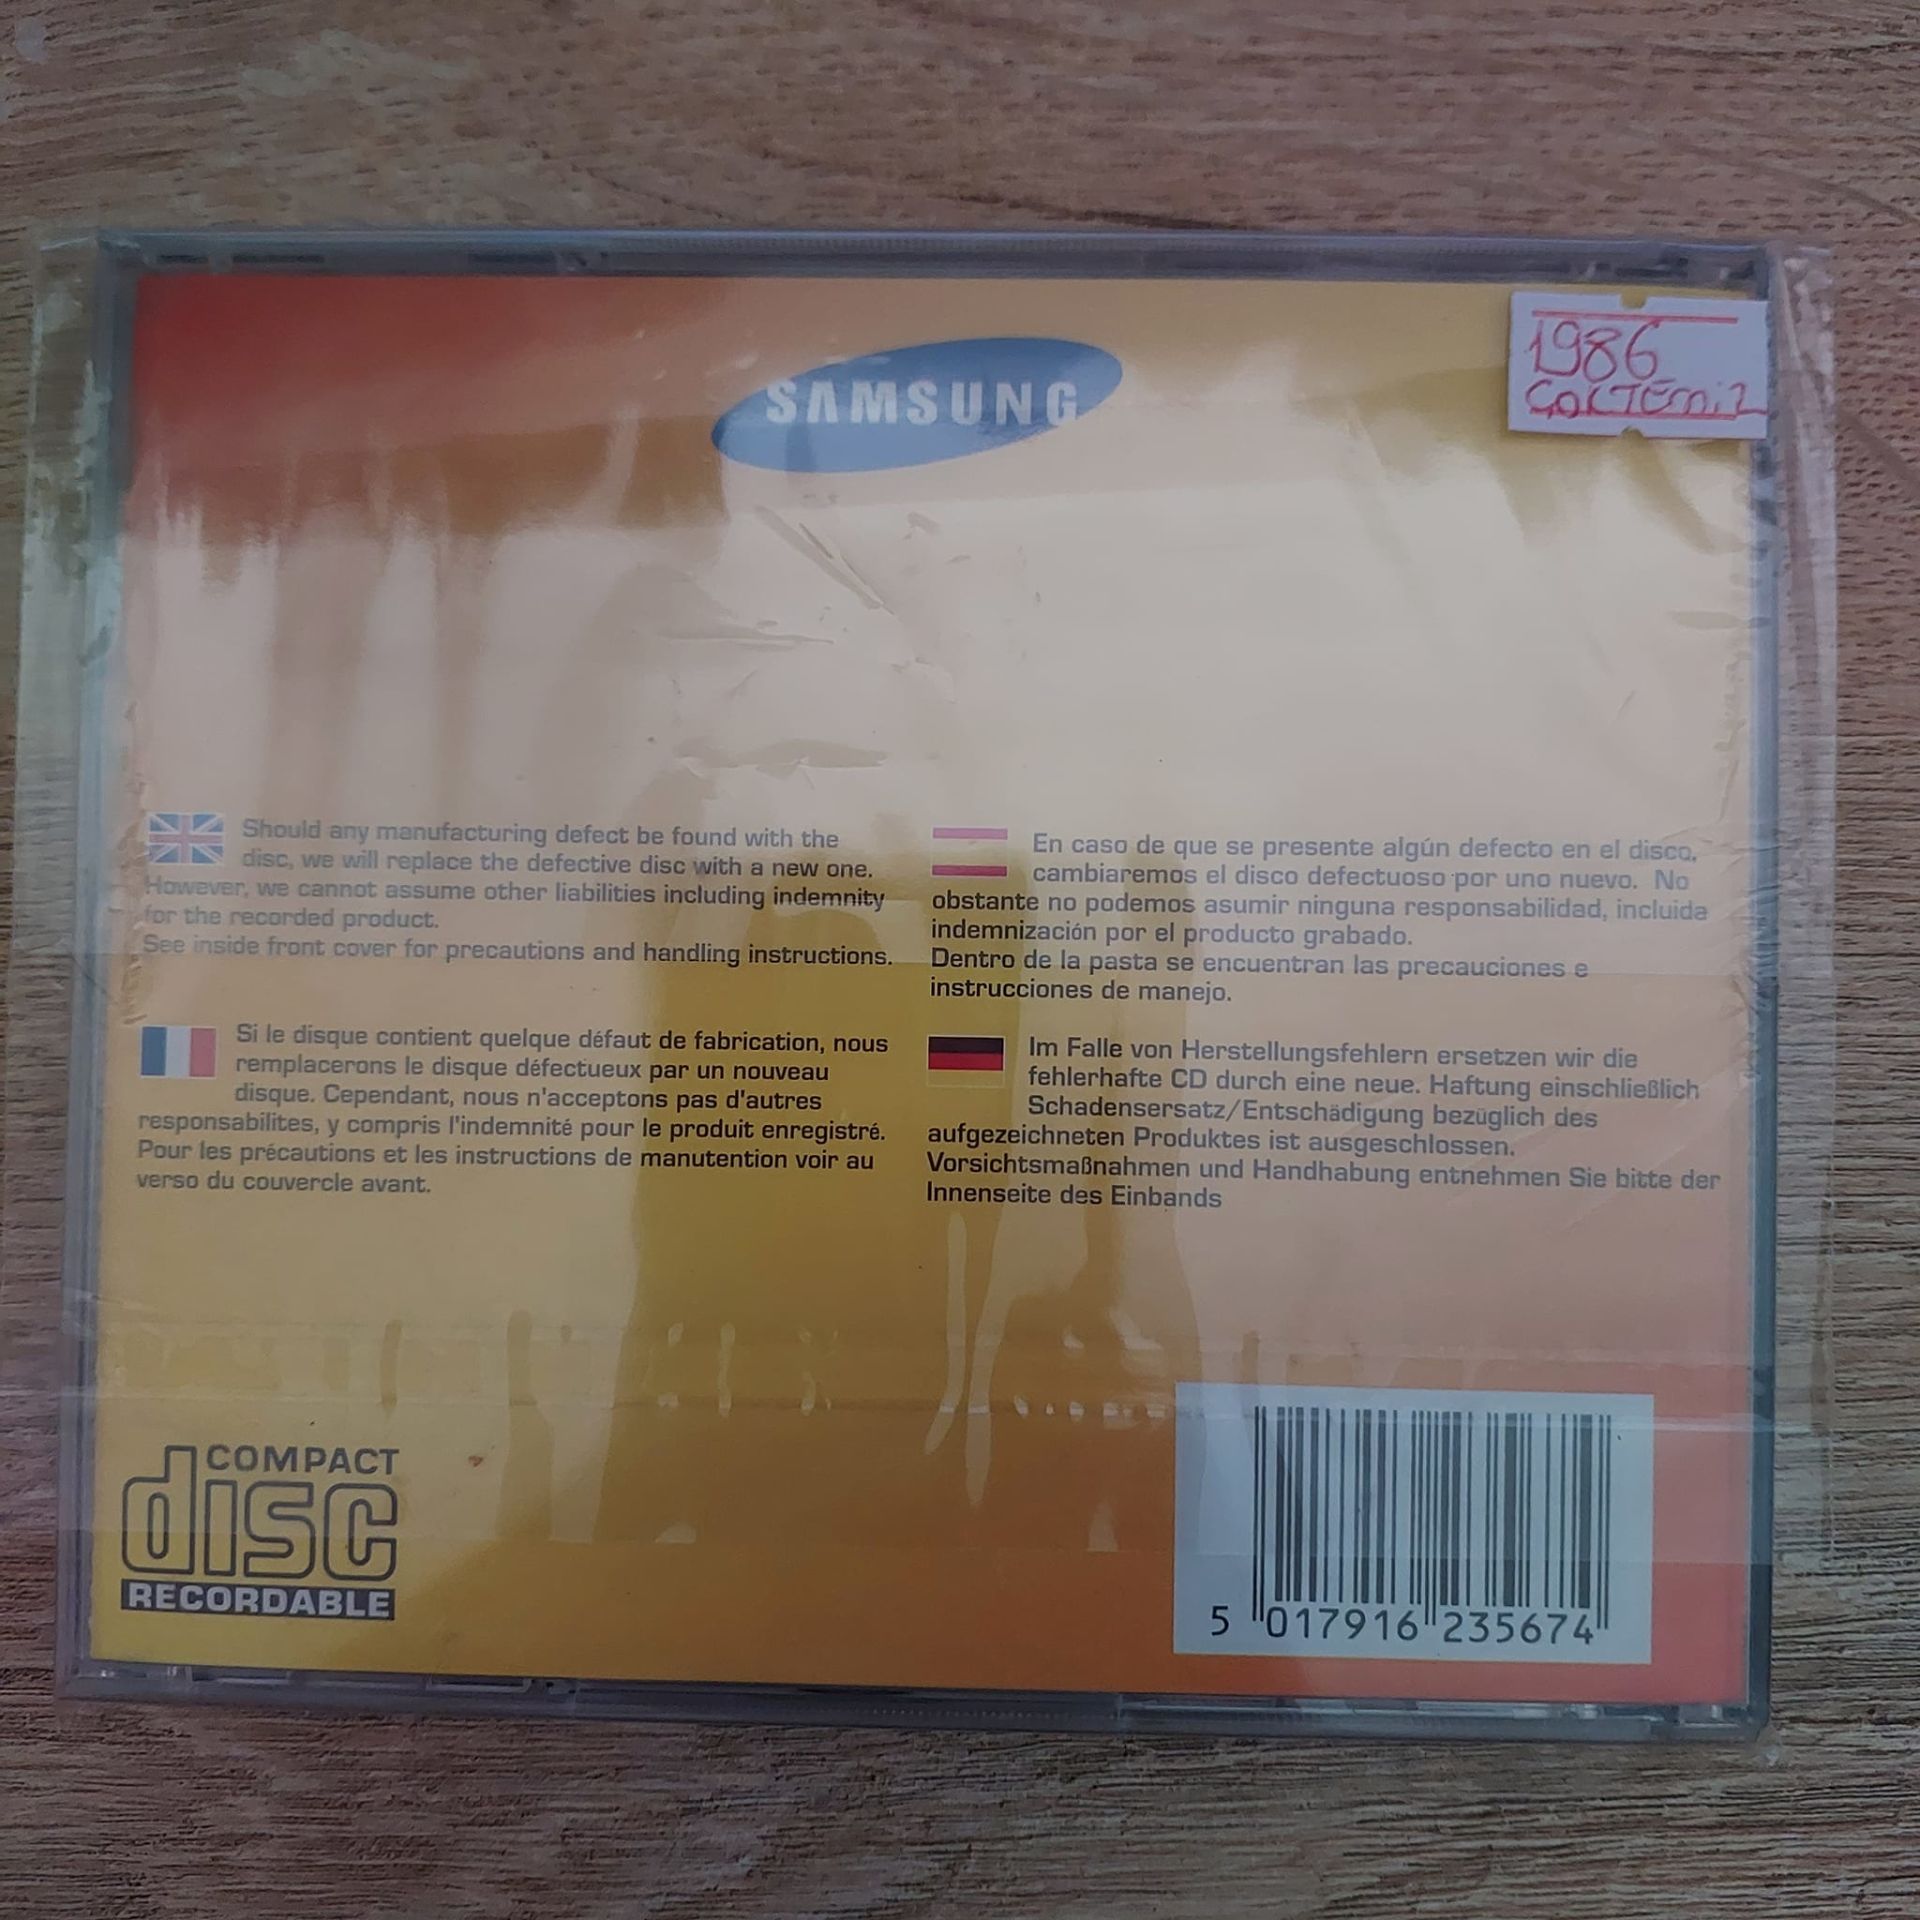 SAMSUNG
1986
ÇOKTEMİZ
Should any manufacturing defect be found with the
disc, we will replace the defective disc with a new one.
However, we cannot assume other liabilities including indemnity
for the recorded product.
See inside front cover for precautions and handling instructions.
En caso de que se presente algún defecto en el disco,
cambiaremos el disco defectuoso por uno nuevo. No
obstante no podemos asumir ninguna responsabilidad, incluida
indemnización por el producto grabado.
Dentro de la pasta se encuentran las precauciones e
instrucciones de manejo.
Si le disque contient quelque défaut de fabrication, nous
remplacerons le disque défectueux par un nouveau
disque. Cependant, nous n'acceptons pas d'autres
responsabilites, y compris l'indemnité pour le produit enregistré.
Pour les précautions et les instructions de manutention voir au
verso du couvercle avant.
Im Falle von Herstellungsfehlern ersetzen wir die
fehlerhafte CD durch eine neue. Haftung einschließlich
Schadensersatz/Entschädigung bezüglich des
aufgezeichneten Produktes ist ausgeschlossen.
Vorsichtsmaßnahmen und Handhabung entnehmen Sie bitte der
Innenseite des Einbands
COMPACT
disc
RECORDABLE
5 017916 235674